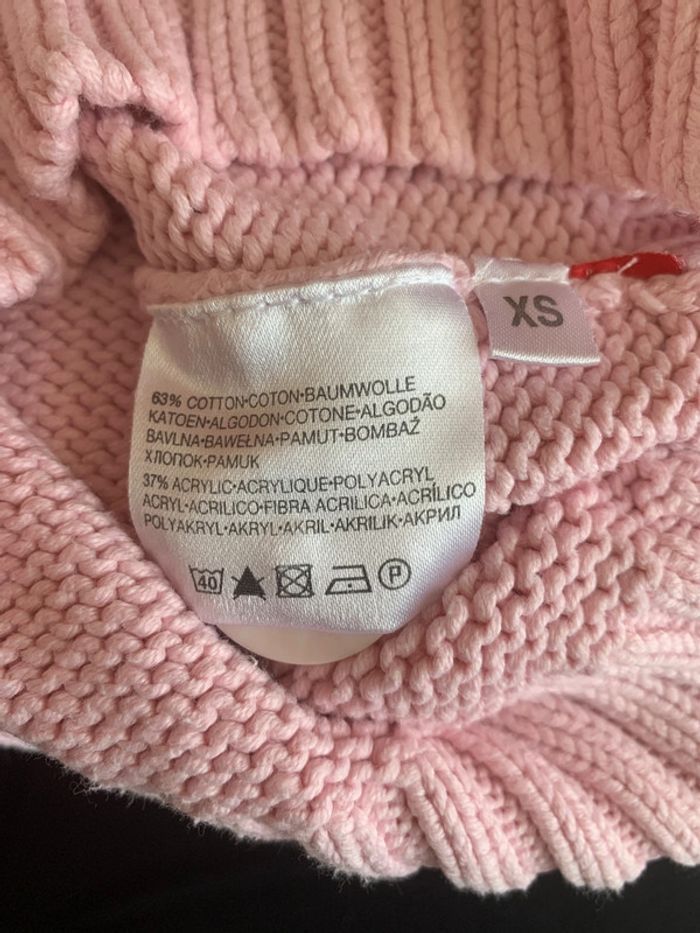 XS
63% COTTON•COTON•BAUMWOLLE
KATOEN•ALGODON•COTONE•ALGODÃO
BAVLNA•BAWEŁNA•PAMUT•BOMBAŽ
ХЛОПОК•PAMUK
37% ACRYLIC•ACRYLIQUE•POLYACRYL
ACRYL•ACRILICO•FIBRA ACRILICA•ACRÍLICO
POLYAKRYL•AKRYL•AKRIL•AKRILIK•АКРИЛ
40 P